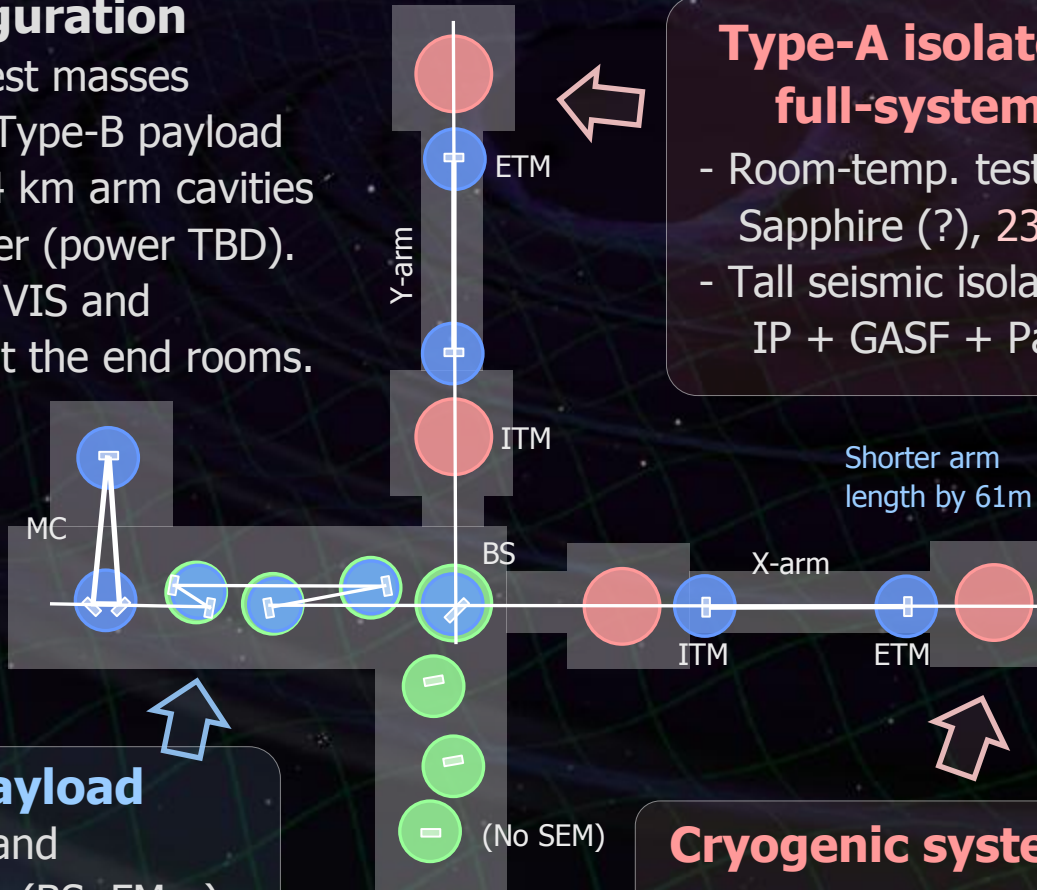 guration
est masses
Type-B payload
4 km arm cavities
er (power TBD).
VIS and
t the end rooms.
Type-A isolat
full-system
- Room-temp. test
Sapphire (?), 23
- Tall seismic isola
IP + GASF + Pa
ETM
Y-arm
ITM
Shorter arm
length by 61m
MC
BS
X-arm
ITM
ETM
(No SEM)
ayload
and
Cryogenic syste